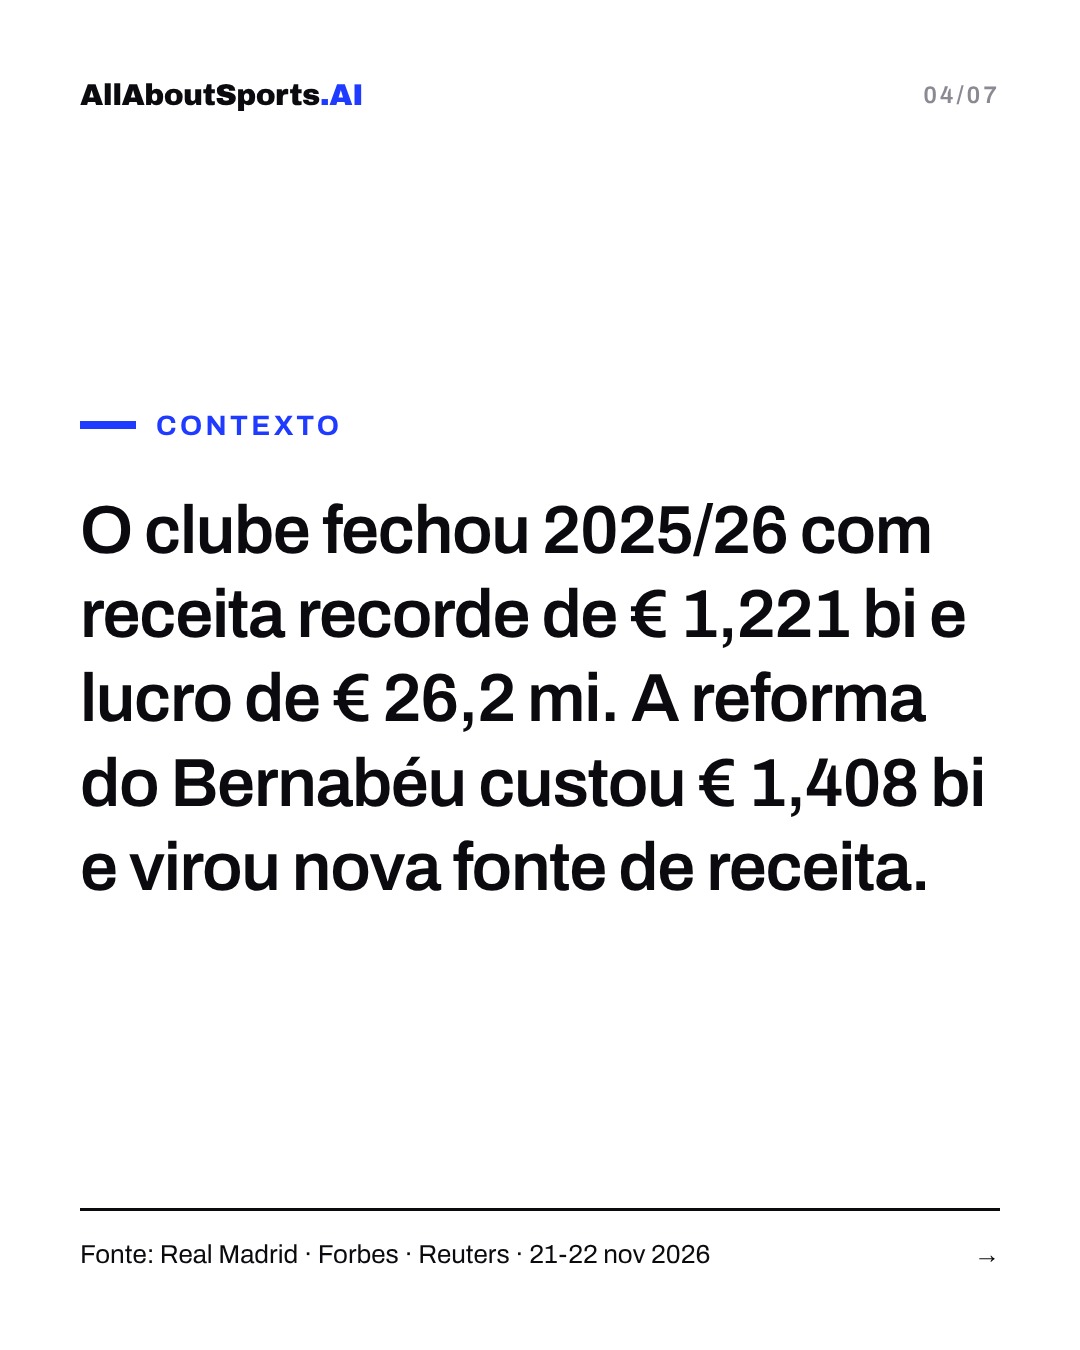 AllAboutSports.AI
04/07
CONTEXTO
O clube fechou 2025/26 com
receita recorde de € 1,221 bi e
lucro de € 26,2 mi. A reforma
do Bernabéu custou € 1,408 bi
e virou nova fonte de receita.
Fonte: Real Madrid · Forbes · Reuters · 21-22 nov 2026 →